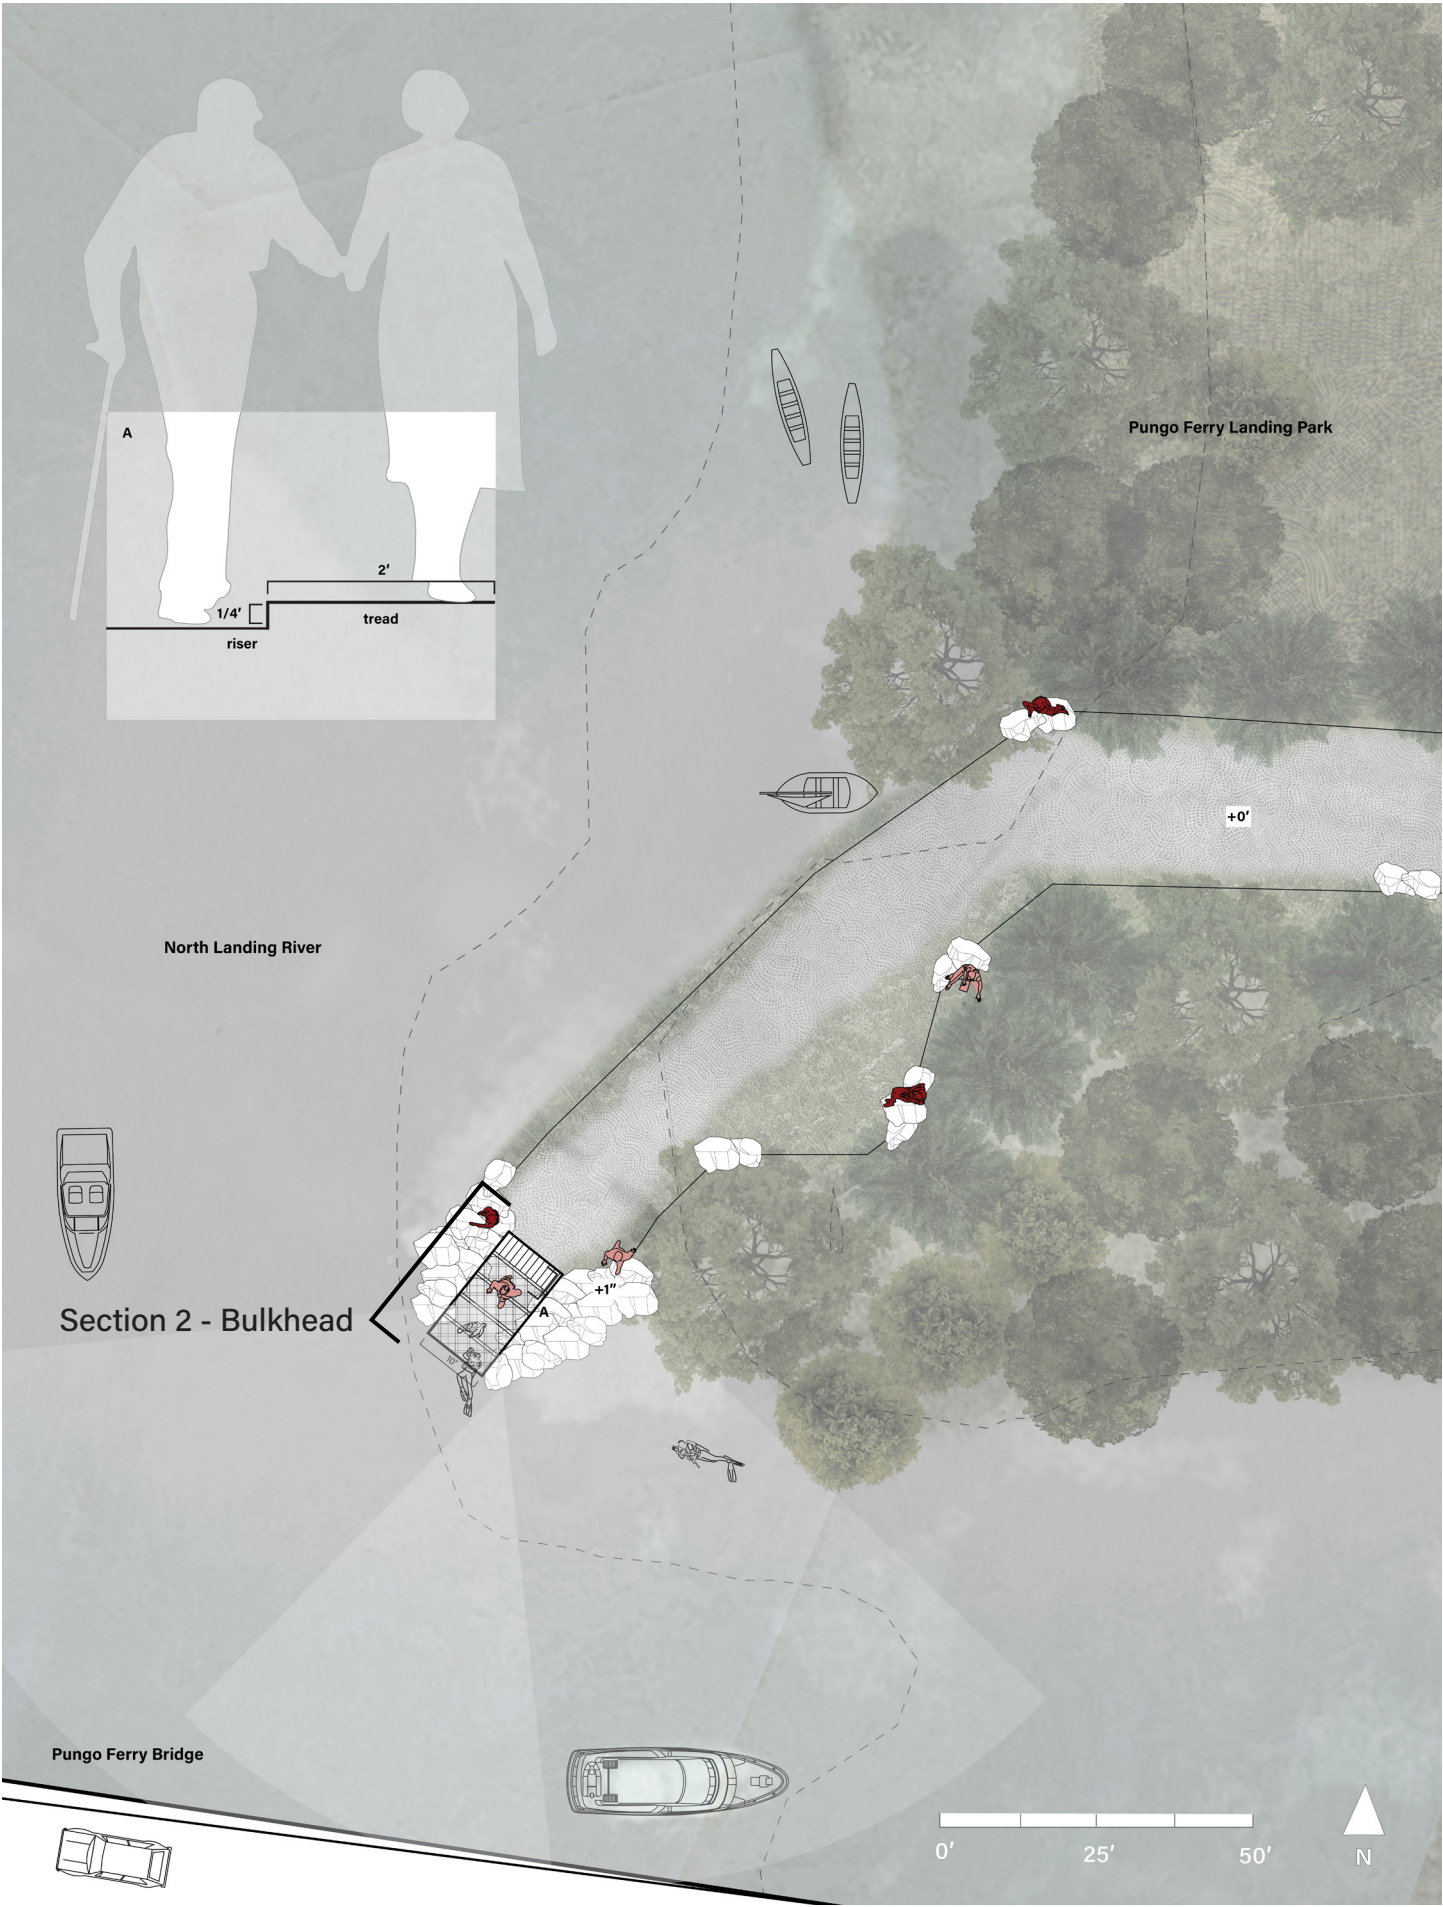 A
Pungo Ferry Landing Park
2′
1/4′
tread
riser
+0′
North Landing River
+1″
Section 2 - Bulkhead
A
10′
Pungo Ferry Bridge
0′ 25′ 50′
N